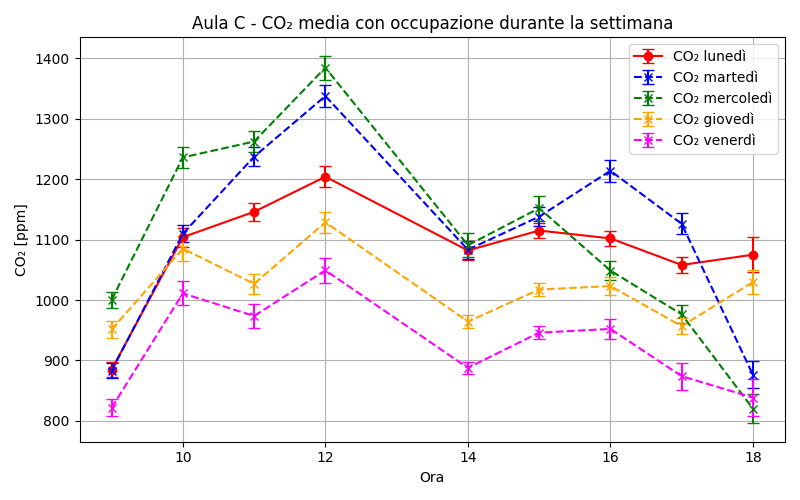 Aula C - CO₂ media con occupazione durante la settimana
CO₂ [ppm]
1400
1300
1200
1100
1000
900
800
CO₂ lunedì
CO₂ martedì
CO₂ mercoledì
CO₂ giovedì
CO₂ venerdì
10
12
14
16
18
Ora